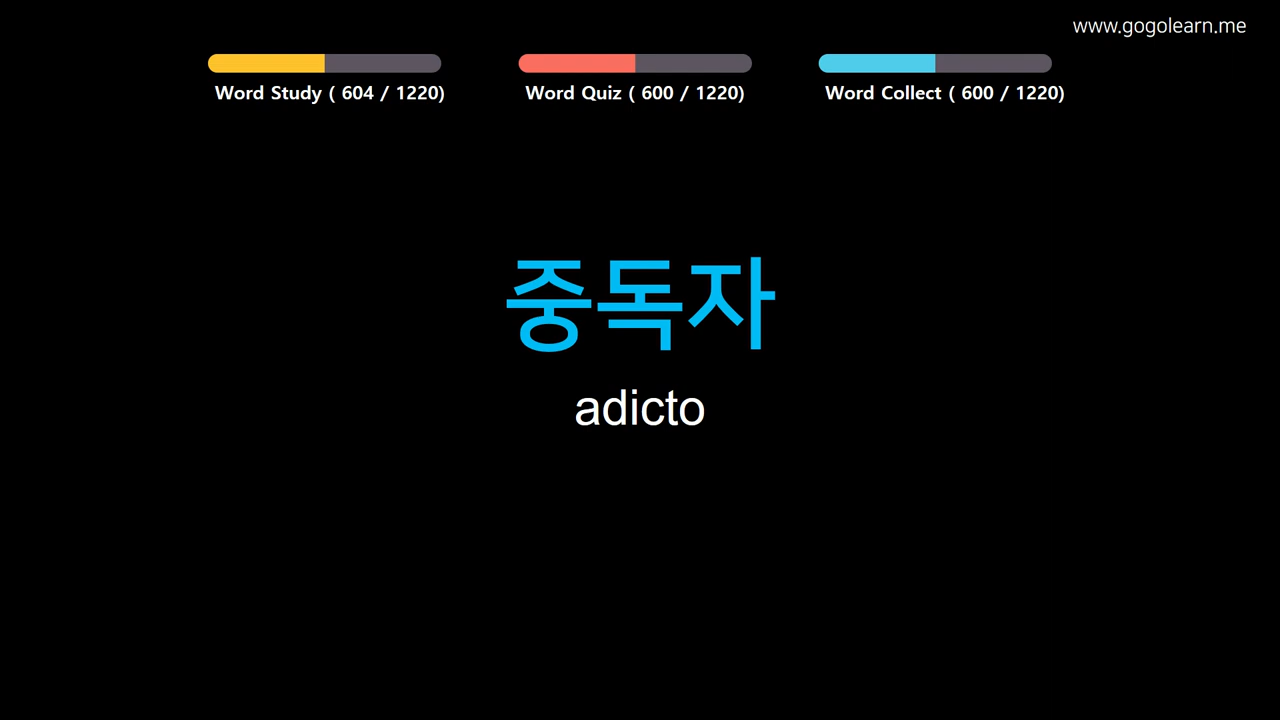 www.gogolearn.me
Word Study ( 604 / 1220)
Word Quiz ( 600 / 1220)
Word Collect ( 600 / 1220)
중독자
adicto